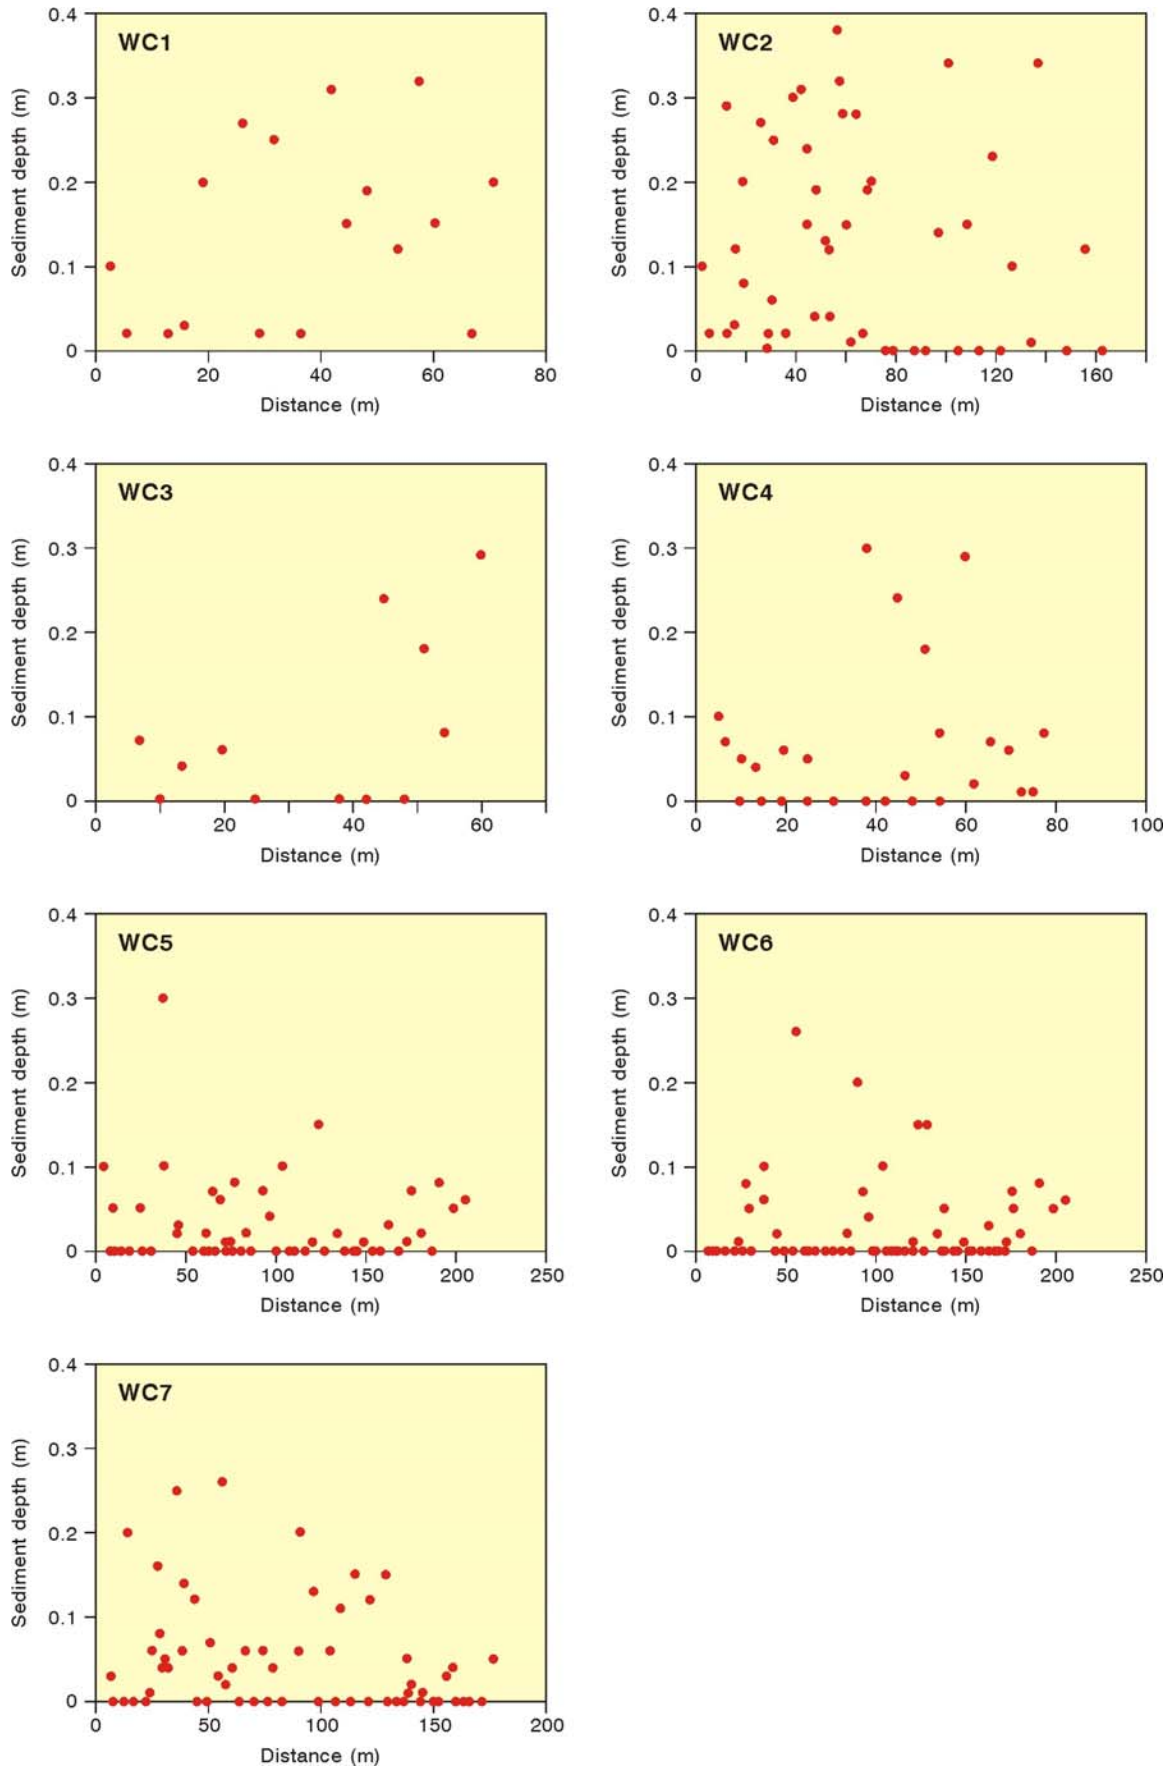 0.4
WC1
0.3
0.2
0.1
0
Sediment depth (m)
0 20 40 60 80
Distance (m)
0.4
WC2
0.3
0.2
0.1
0
Sediment depth (m)
0 40 80 120 160
Distance (m)
0.4
WC3
0.3
0.2
0.1
0
Sediment depth (m)
0 20 40 60
Distance (m)
0.4
WC4
0.3
0.2
0.1
0
Sediment depth (m)
0 20 40 60 80 100
Distance (m)
0.4
WC5
0.3
0.2
0.1
0
Sediment depth (m)
0 50 100 150 200 250
Distance (m)
0.4
WC6
0.3
0.2
0.1
0
Sediment depth (m)
0 50 100 150 200 250
Distance (m)
0.4
WC7
0.3
0.2
0.1
0
Sediment depth (m)
0 50 100 150 200
Distance (m)